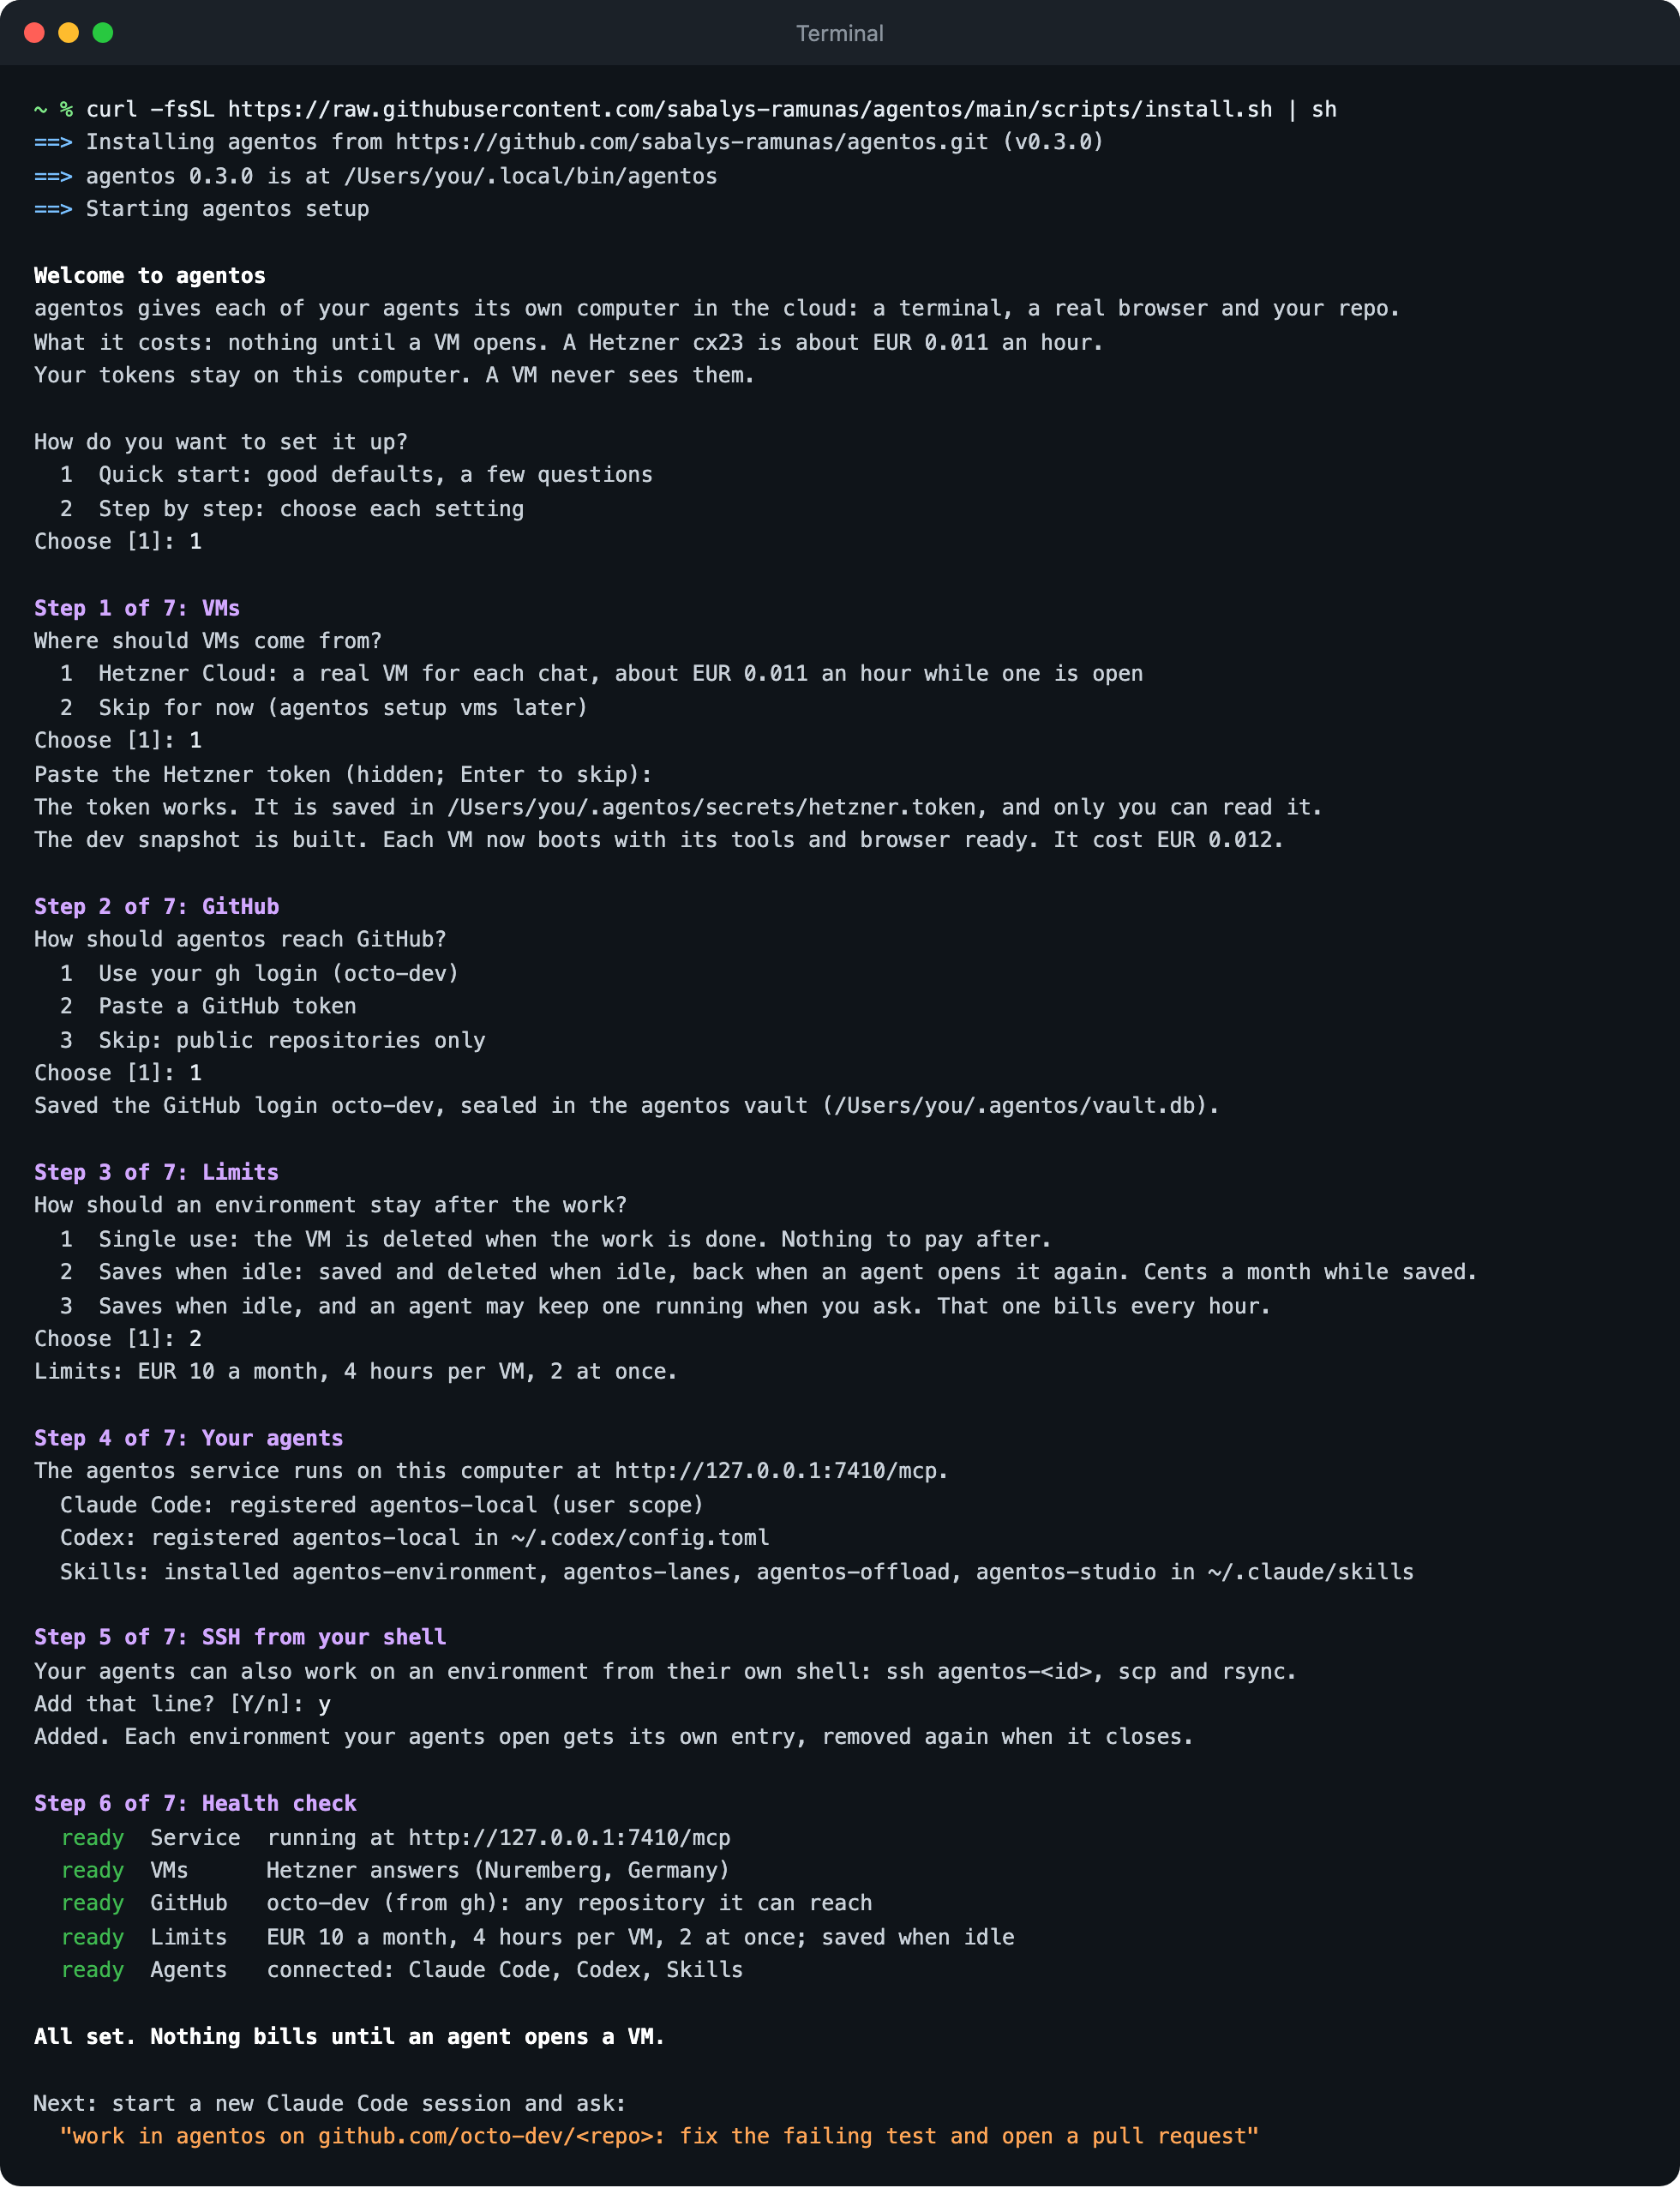 Terminal
~ % curl -fsSL https://raw.githubusercontent.com/sabalys-ramunas/agentos/main/scripts/install.sh | sh
==> Installing agentos from https://github.com/sabalys-ramunas/agentos.git (v0.3.0)
==> agentos 0.3.0 is at /Users/you/.local/bin/agentos
==> Starting agentos setup
Welcome to agentos
agentos gives each of your agents its own computer in the cloud: a terminal, a real browser and your repo.
What it costs: nothing until a VM opens. A Hetzner cx23 is about EUR 0.011 an hour.
Your tokens stay on this computer. A VM never sees them.
How do you want to set it up?
1  Quick start: good defaults, a few questions
2  Step by step: choose each setting
Choose [1]: 1
Step 1 of 7: VMs
Where should VMs come from?
1  Hetzner Cloud: a real VM for each chat, about EUR 0.011 an hour while one is open
2  Skip for now (agentos setup vms later)
Choose [1]: 1
Paste the Hetzner token (hidden; Enter to skip):
The token works. It is saved in /Users/you/.agentos/secrets/hetzner.token, and only you can read it.
The dev snapshot is built. Each VM now boots with its tools and browser ready. It cost EUR 0.012.
Step 2 of 7: GitHub
How should agentos reach GitHub?
1  Use your gh login (octo-dev)
2  Paste a GitHub token
3  Skip: public repositories only
Choose [1]: 1
Saved the GitHub login octo-dev, sealed in the agentos vault (/Users/you/.agentos/vault.db).
Step 3 of 7: Limits
How should an environment stay after the work?
1  Single use: the VM is deleted when the work is done. Nothing to pay after.
2  Saves when idle: saved and deleted when idle, back when an agent opens it again. Cents a month while saved.
3  Saves when idle, and an agent may keep one running when you ask. That one bills every hour.
Choose [1]: 2
Limits: EUR 10 a month, 4 hours per VM, 2 at once.
Step 4 of 7: Your agents
The agentos service runs on this computer at http://127.0.0.1:7410/mcp.
Claude Code: registered agentos-local (user scope)
Codex: registered agentos-local in ~/.codex/config.toml
Skills: installed agentos-environment, agentos-lanes, agentos-offload, agentos-studio in ~/.claude/skills
Step 5 of 7: SSH from your shell
Your agents can also work on an environment from their own shell: ssh agentos-<id>, scp and rsync.
Add that line? [Y/n]: y
Added. Each environment your agents open gets its own entry, removed again when it closes.
Step 6 of 7: Health check
ready  Service  running at http://127.0.0.1:7410/mcp
ready  VMs      Hetzner answers (Nuremberg, Germany)
ready  GitHub   octo-dev (from gh): any repository it can reach
ready  Limits   EUR 10 a month, 4 hours per VM, 2 at once; saved when idle
ready  Agents   connected: Claude Code, Codex, Skills
All set. Nothing bills until an agent opens a VM.
Next: start a new Claude Code session and ask:
"work in agentos on github.com/octo-dev/<repo>: fix the failing test and open a pull request"